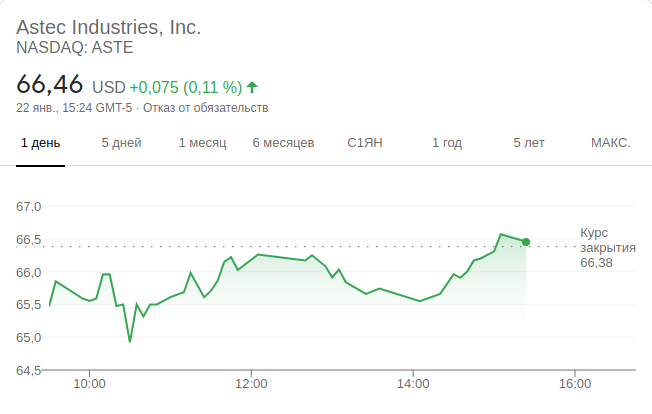 Astec Industries, Inc.
NASDAQ: ASTE
66,46 USD +0,075 (0,11 %)
22 янв., 15:24 GMT-5 · Отказ от обязательств
1 день 5 дней 1 месяц 6 месяцев С1ЯН 1 год 5 лет МАКС.
67,0
66,5
66,0
65,5
65,0
64,5
Курс
закрытия
66,38
10:00 12:00 14:00 16:00